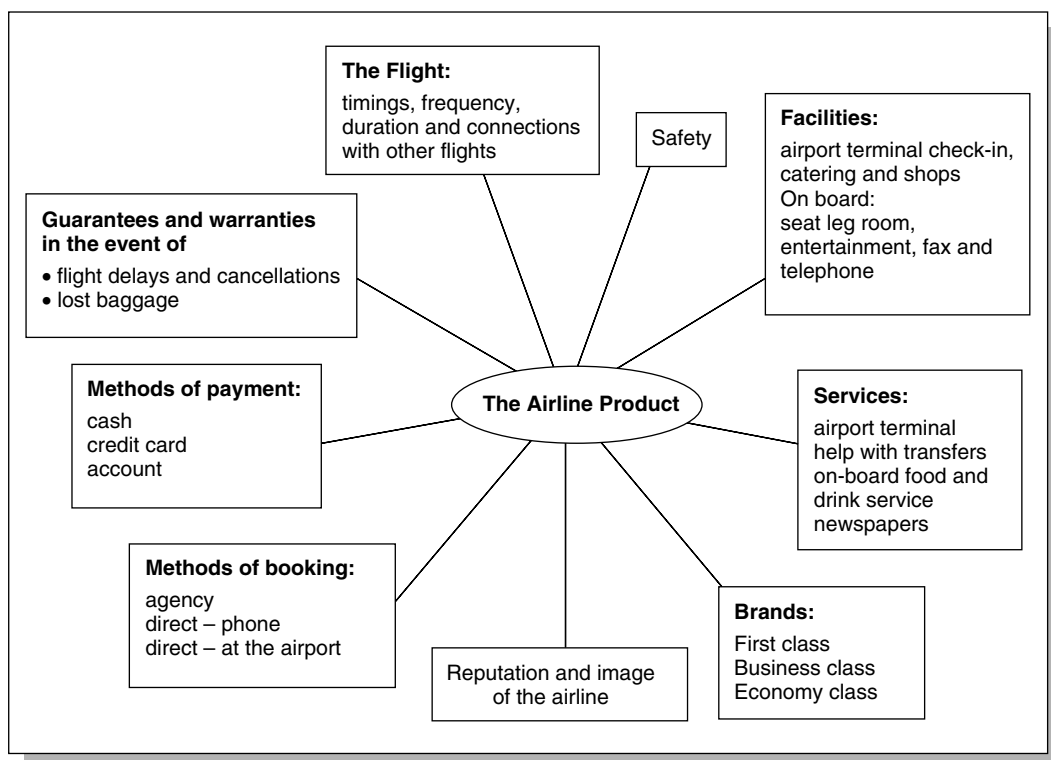 The Flight:
timings, frequency,
duration and connections
with other flights
Safety
Facilities:
airport terminal check-in,
catering and shops
On board:
seat leg room,
entertainment, fax and
telephone
Guarantees and warranties
in the event of
• flight delays and cancellations
• lost baggage
Methods of payment:
cash
credit card
account
The Airline Product
Services:
airport terminal
help with transfers
on-board food and
drink service
newspapers
Methods of booking:
agency
direct – phone
direct – at the airport
Reputation and image
of the airline
Brands:
First class
Business class
Economy class